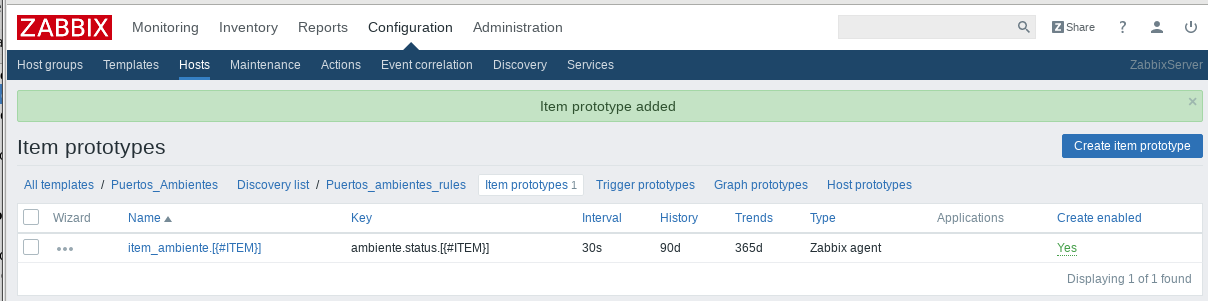 ZABBIX Monitoring Inventory Reports Configuration Administration Z Share ?
Host groups Templates Hosts Maintenance Actions Event correlation Discovery Services ZabbixServer
Item prototype added ×
Item prototypes Create item prototype
All templates / Puertos_Ambientes Discovery list / Puertos_ambientes_rules Item prototypes 1 Trigger prototypes Graph prototypes Host prototypes
Wizard Name Key Interval History Trends Type Applications Create enabled
item_ambiente.[{#ITEM}] ambiente.status.[{#ITEM}] 30s 90d 365d Zabbix agent Yes
Displaying 1 of 1 found